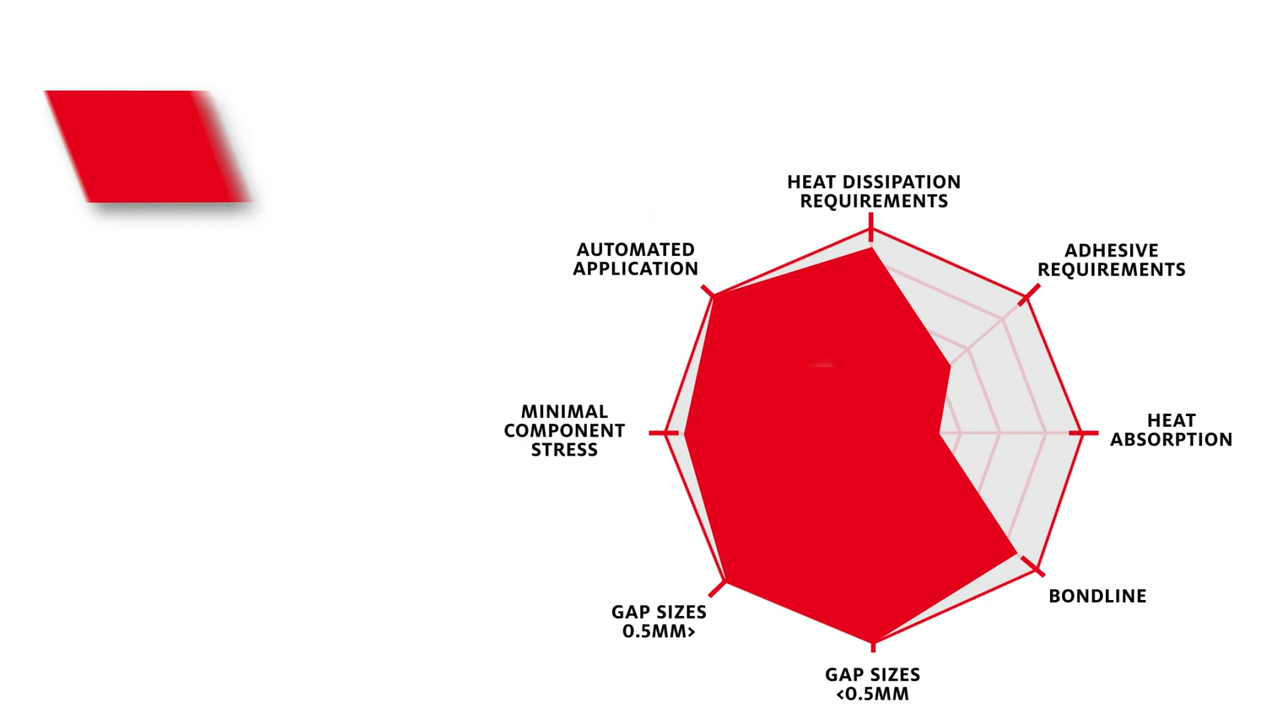 HEAT DISSIPATION
REQUIREMENTS
AUTOMATED
APPLICATION
ADHESIVE
REQUIREMENTS
MINIMAL
COMPONENT
STRESS
HEAT
ABSORPTION
GAP SIZES
0.5MM>
BONDLINE
GAP SIZES
<0.5MM